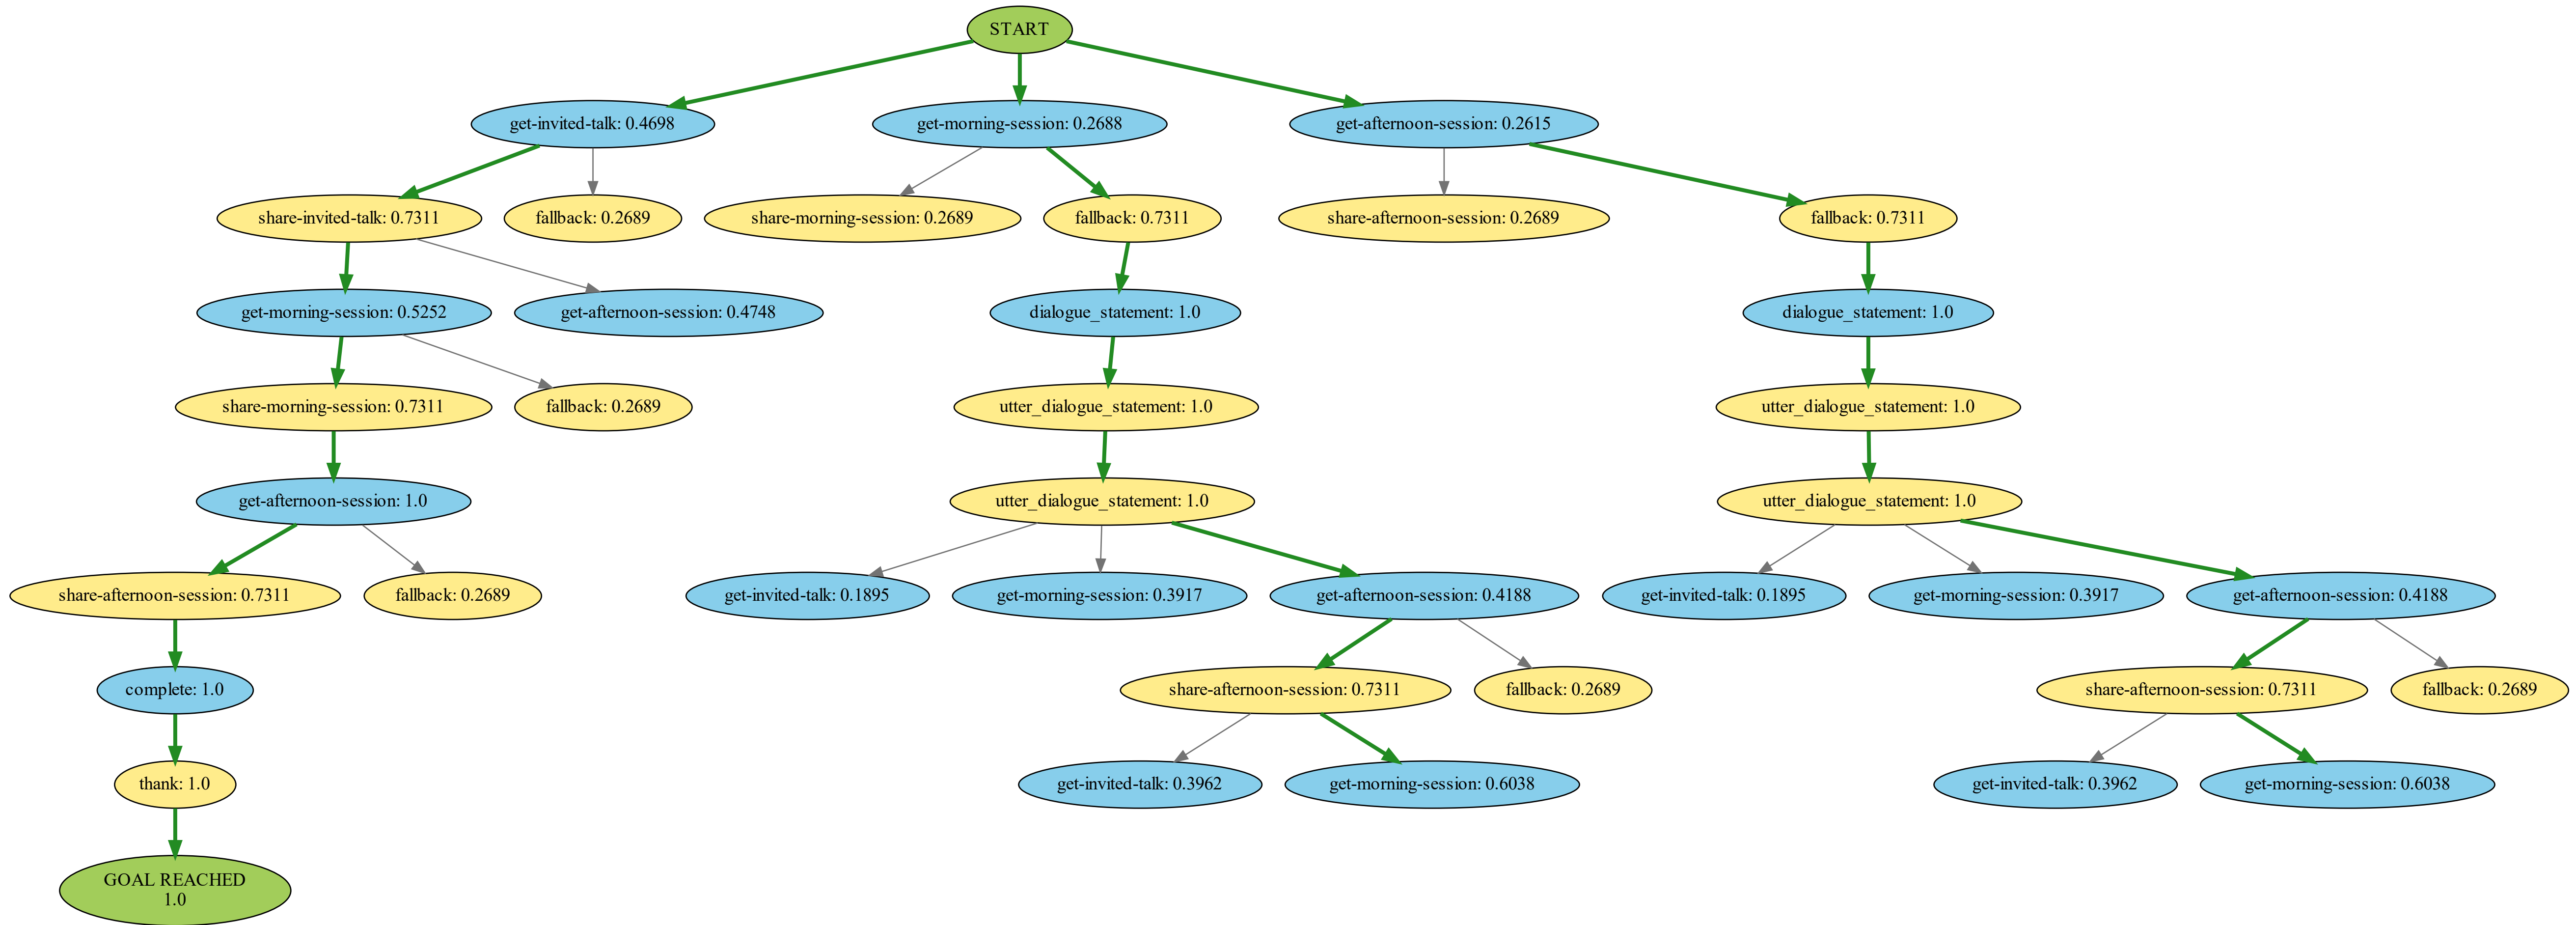 START
get-invited-talk: 0.4698
get-morning-session: 0.2688
get-afternoon-session: 0.2615
share-invited-talk: 0.7311
fallback: 0.2689
share-morning-session: 0.2689
fallback: 0.7311
share-afternoon-session: 0.2689
fallback: 0.7311
get-morning-session: 0.5252
get-afternoon-session: 0.4748
dialogue_statement: 1.0
dialogue_statement: 1.0
share-morning-session: 0.7311
fallback: 0.2689
utter_dialogue_statement: 1.0
utter_dialogue_statement: 1.0
get-afternoon-session: 1.0
utter_dialogue_statement: 1.0
utter_dialogue_statement: 1.0
share-afternoon-session: 0.7311
fallback: 0.2689
get-invited-talk: 0.1895
get-morning-session: 0.3917
get-afternoon-session: 0.4188
get-invited-talk: 0.1895
get-morning-session: 0.3917
get-afternoon-session: 0.4188
complete: 1.0
share-afternoon-session: 0.7311
fallback: 0.2689
share-afternoon-session: 0.7311
fallback: 0.2689
thank: 1.0
get-invited-talk: 0.3962
get-morning-session: 0.6038
get-invited-talk: 0.3962
get-morning-session: 0.6038
GOAL REACHED
1.0